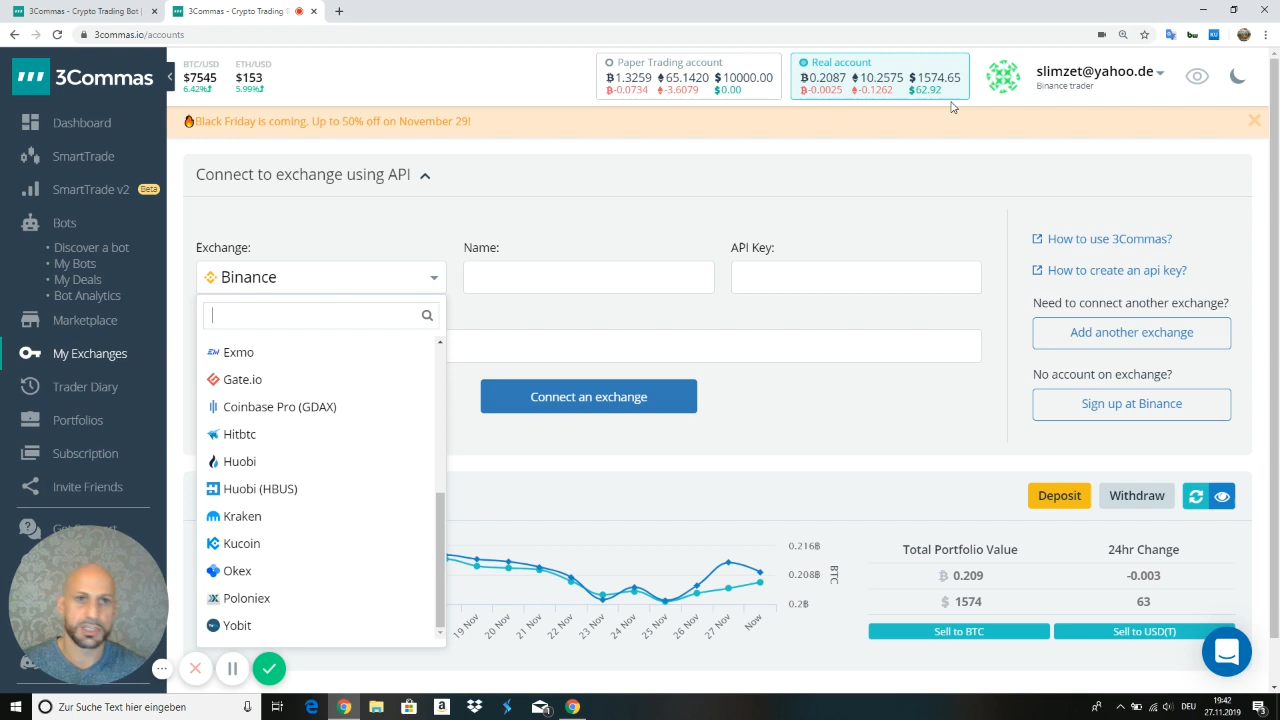 3Commas - Crypto Trading Bot |
3Commas - Crypto Trading
3commas.io/accounts
3Commas
BTC/USD
$7545
6.42%
ETH/USD
$153
5.99%
Paper Trading account
1.3259 65.1420 $10000.00
-0.0734 -3.6079 $0.00
Real account
0.2087 10.2575 $1574.65
-0.0025 -0.1262 $62.92
slimzet@yahoo.de
Binance trader
Black Friday is coming. Up to 50% off on November 29!
Dashboard
SmartTrade
SmartTrade v2 Beta
Bots
• Discover a bot
• My Bots
• My Deals
• Bot Analytics
Marketplace
My Exchanges
Trader Diary
Portfolios
Subscription
Invite Friends
Connect to exchange using API
Exchange:
Binance
Name:
API Key:
Exmo
Gate.io
Coinbase Pro (GDAX)
Hitbtc
Huobi
Huobi (HBUS)
Kraken
Kucoin
Okex
Poloniex
Yobit
Connect an exchange
How to use 3Commas?
How to create an api key?
Need to connect another exchange?
Add another exchange
No account on exchange?
Sign up at Binance
Deposit
Withdraw
0.216₿
0.208₿
0.2₿
BTC
19 Nov
20 Nov
21 Nov
22 Nov
23 Nov
24 Nov
25 Nov
26 Nov
27 Nov
Now
Total Portfolio Value
24hr Change
0.209
-0.003
$ 1574
63
Sell to BTC
Sell to USD(T)
Zur Suche Text hier eingeben
DEU
19:42
27.11.2019